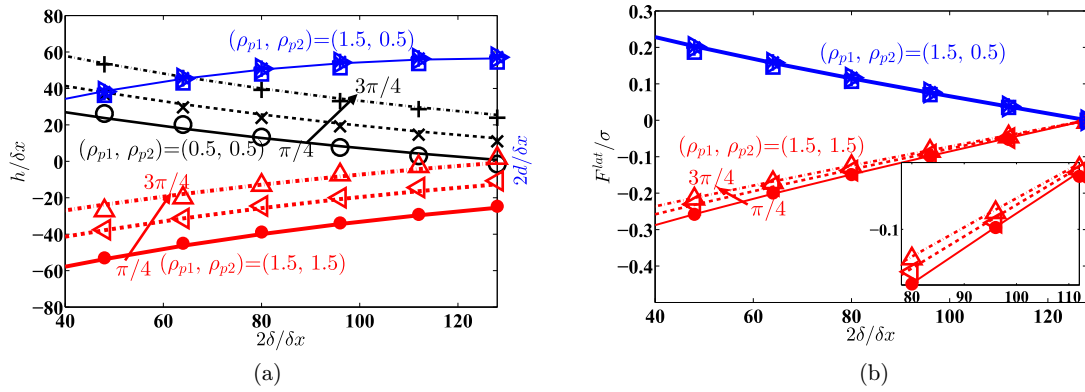 80
60
40
20
0
−20
−40
−60
−80
h/δx
(ρp1, ρp2)=(1.5, 0.5)
3π/4
π/4
(ρp1, ρp2)=(0.5, 0.5)
3π/4
π/4
(ρp1, ρp2)=(1.5, 1.5)
2d/δx
40 60 80 100 120
2δ/δx
(a)
0.3
0.2
0.1
0
−0.1
−0.2
−0.3
−0.4
F^lat/σ
(ρp1, ρp2)=(1.5, 0.5)
(ρp1, ρp2)=(1.5, 1.5)
3π/4
π/4
−0.1
80 90 100 110
40 60 80 100 120
2δ/δx
(b)